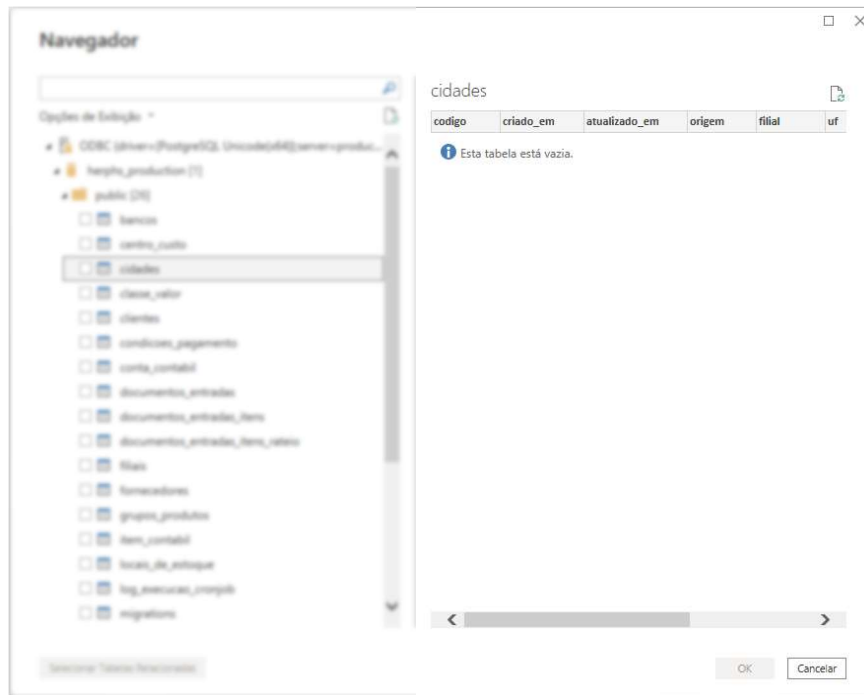 Navegador
cidades
Opções de Exibição
codigo criado_em atualizado_em origem filial uf
ODBC (driver={PostgreSQL Unicode(x64)};server=produc...
Esta tabela está vazia.
public [26]
bancos
centro_custo
cidades
classe_valor
clientes
condicoes_pagamento
conta_contabil
documentos_entradas
documentos_entradas_itens
documentos_entradas_itens_rateio
filiais
fornecedores
grupos_produtos
item_contabil
locais_de_estoque
log_execucao_cronjob
migrations
Selecionar Tabelas Relacionadas
OK
Cancelar